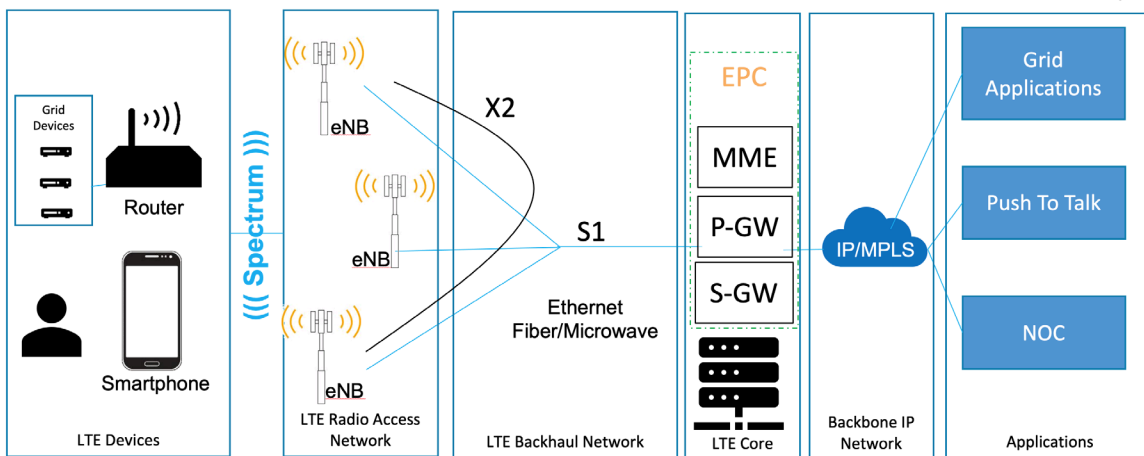 Grid
Devices
Router
Smartphone
LTE Devices
((( Spectrum )))
eNB
eNB
eNB
LTE Radio Access
Network
X2
S1
Ethernet
Fiber/Microwave
LTE Backhaul Network
EPC
MME
P-GW
S-GW
LTE Core
IP/MPLS
Backbone IP
Network
Grid
Applications
Push To Talk
NOC
Applications